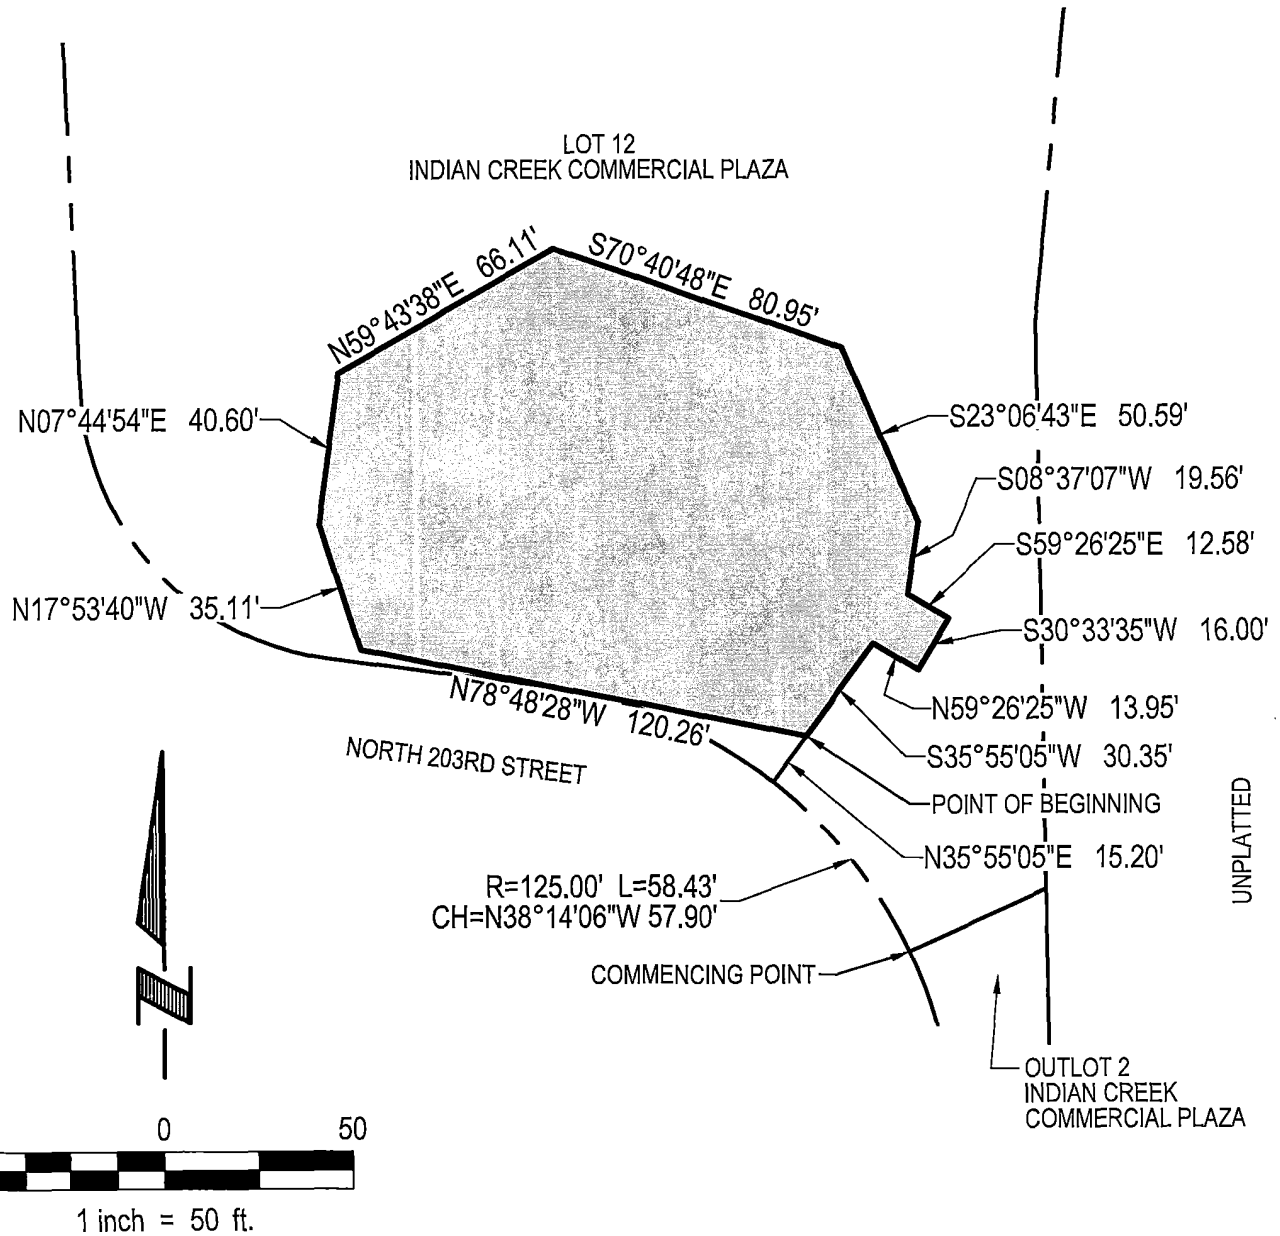 LOT 12
INDIAN CREEK COMMERCIAL PLAZA
N59°43'38"E 66.11'
S70°40'48"E 80.95'
N07°44'54"E 40.60'
S23°06'43"E 50.59'
S08°37'07"W 19.56'
S59°26'25"E 12.58'
N17°53'40"W 35.11'
S30°33'35"W 16.00'
N78°48'28"W 120.26'
N59°26'25"W 13.95'
NORTH 203RD STREET
S35°55'05"W 30.35'
POINT OF BEGINNING
UNPLATTED
N35°55'05"E 15.20'
R=125.00' L=58.43'
CH=N38°14'06"W 57.90'
COMMENCING POINT
OUTLOT 2
INDIAN CREEK
COMMERCIAL PLAZA
0 50
1 inch = 50 ft.